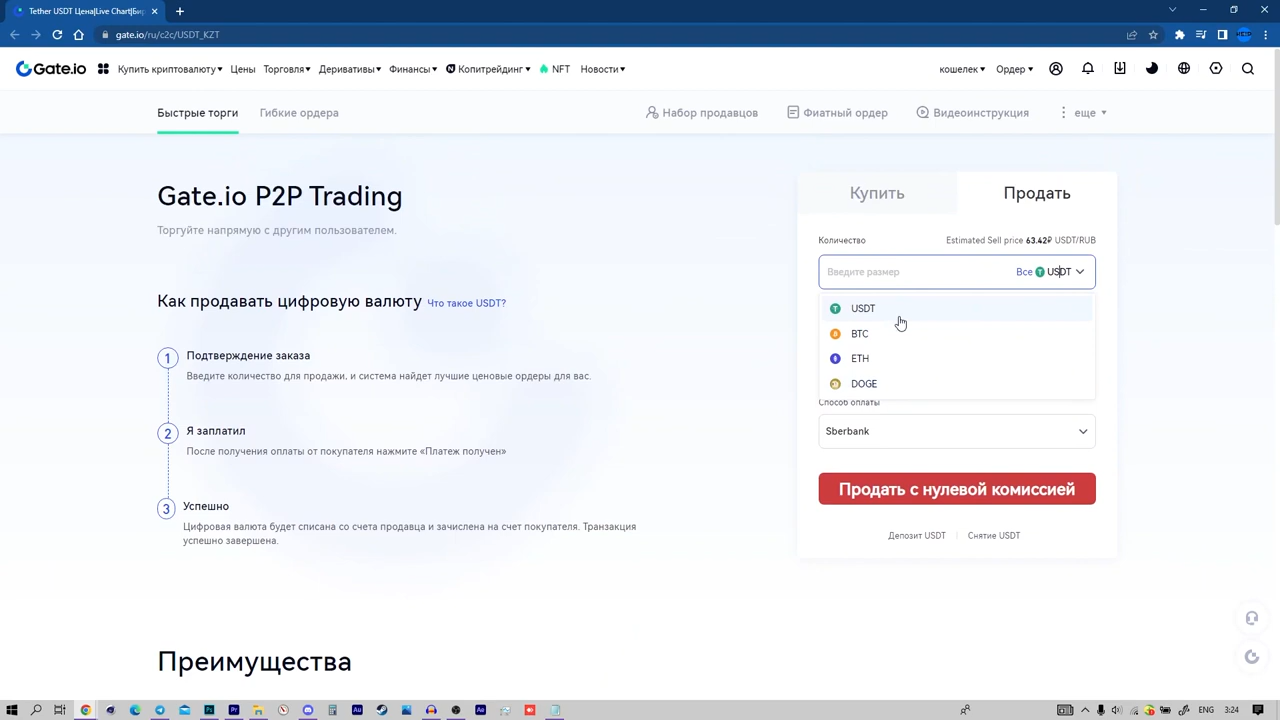 Tether USDT Цена|Live Chart|Бир
gate.io/ru/c2c/USDT_KZT
Gate.io
Купить криптовалюту
Цены
Торговля
Деривативы
Финансы
Копитрейдинг
NFT
Новости
кошелек
Ордер
Быстрые торги
Гибкие ордера
Набор продавцов
Фиатный ордер
Видеоинструкция
еще
Gate.io P2P Trading
Торгуйте напрямую с другим пользователем.
Как продавать цифровую валюту Что такое USDT?
1 Подтверждение заказа
Введите количество для продажи, и система найдет лучшие ценовые ордеры для вас.
2 Я заплатил
После получения оплаты от покупателя нажмите «Платеж получен»
3 Успешно
Цифровая валюта будет списана со счета продавца и зачислена на счет покупателя. Транзакция
успешно завершена.
Купить
Продать
Количество
Estimated Sell price 63.42₽ USDT/RUB
Введите размер
Все USDT
USDT
BTC
ETH
DOGE
Способ оплаты
Sberbank
Продать с нулевой комиссией
Депозит USDT
Снятие USDT
Преимущества
ENG
3:24